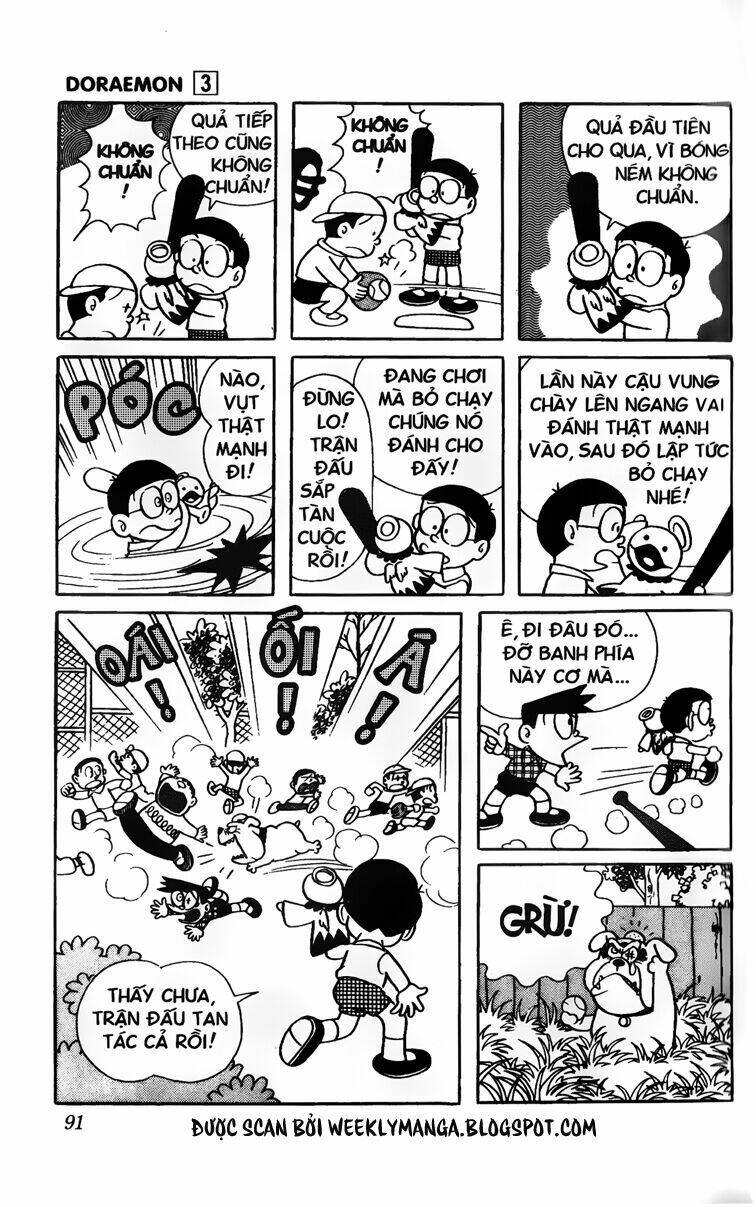 DORAEMON 3
QUẢ ĐẦU TIÊN
CHO QUA, VÌ BÓNG
NÉM KHÔNG
CHUẨN.
KHÔNG
CHUẨN
!
QUẢ TIẾP
THEO CŨNG
KHÔNG
CHUẨN!
KHÔNG
CHUẨN
!
LẦN NÀY CẬU VUNG
CHÀY LÊN NGANG VAI
ĐÁNH THẬT MẠNH
VÀO, SAU ĐÓ LẬP TỨC
BỎ CHẠY
NHÉ!
ĐANG CHƠI
MÀ BỎ CHẠY
CHÚNG NÓ
ĐÁNH CHO
ĐẤY!
ĐỪNG
LO!
TRẬN
ĐẤU
SẮP
TÀN
CUỘC
RỒI!
NÀO,
VỤT
THẬT
MẠNH
ĐI!
PÓC
Ê, ĐI ĐÂU ĐÓ...
ĐỠ BANH PHÍA
NÀY CƠ MÀ...
GRỪ!
OÁI!
ỐI!
Ã!
THẤY CHƯA,
TRẬN ĐẤU TAN
TÁC CẢ RỒI!
91
ĐƯỢC SCAN BỞI WEEKLYMANGA.BLOGSPOT.COM